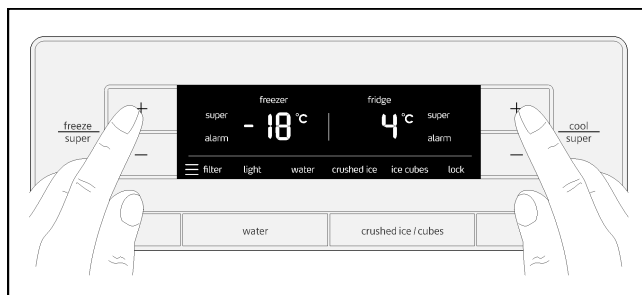 freezer fridge
super - 18 °C 4 °C super
alarm alarm
freeze
super
+
−
+
−
cool
super
filter light water crushed ice ice cubes lock
water crushed ice / cubes